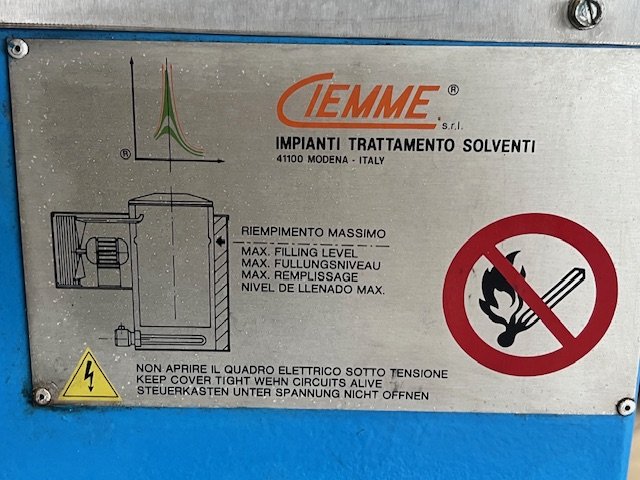 CIEMME ®
s.r.l.
IMPIANTI TRATTAMENTO SOLVENTI
41100 MODENA - ITALY
®
RIEMPIMENTO MASSIMO
MAX. FILLING LEVEL
MAX. FULLUNGSNIVEAU
MAX. REMPLISSAGE
NIVEL DE LLENADO MAX.
NON APRIRE IL QUADRO ELETTRICO SOTTO TENSIONE
KEEP COVER TIGHT WEHN CIRCUITS ALIVE
STEUERKASTEN UNTER SPANNUNG NICHT OFFNEN